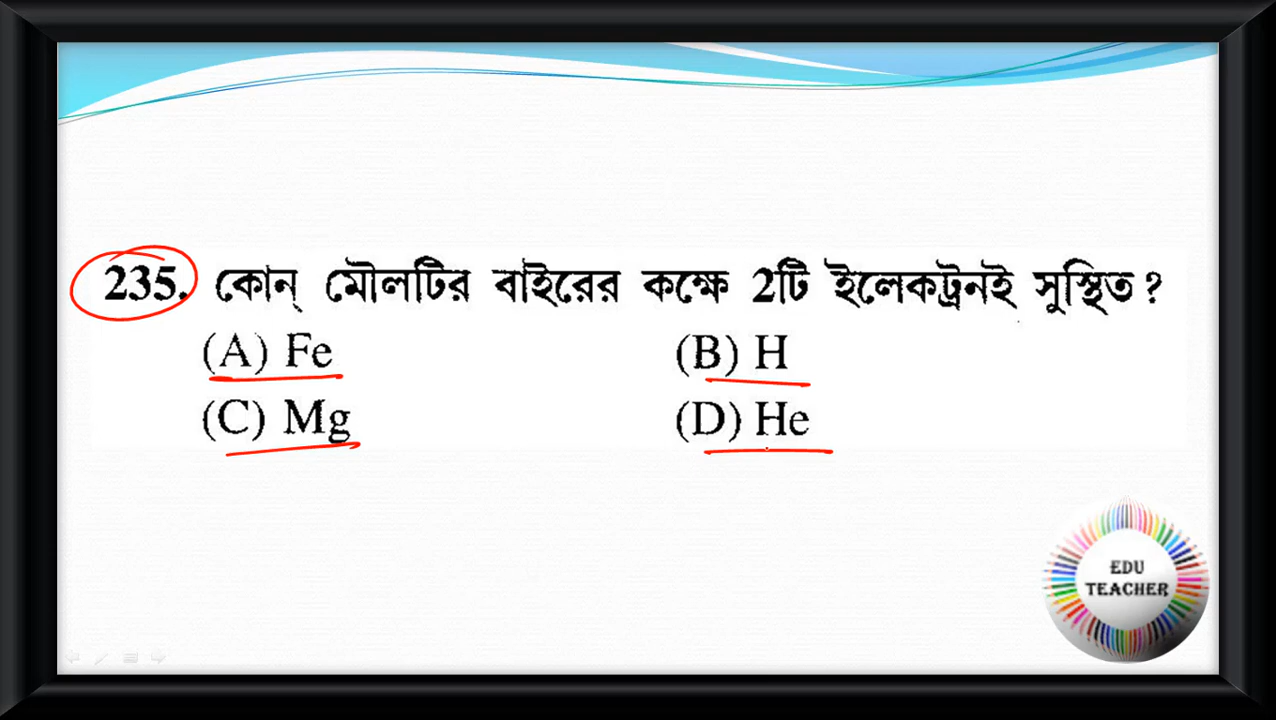 235. কোন্ মৌলটির বাইরের কক্ষে 2টি ইলেকট্রনই সুস্থিত ?
(A) Fe (B) H
(C) Mg (D) He
EDU
TEACHER